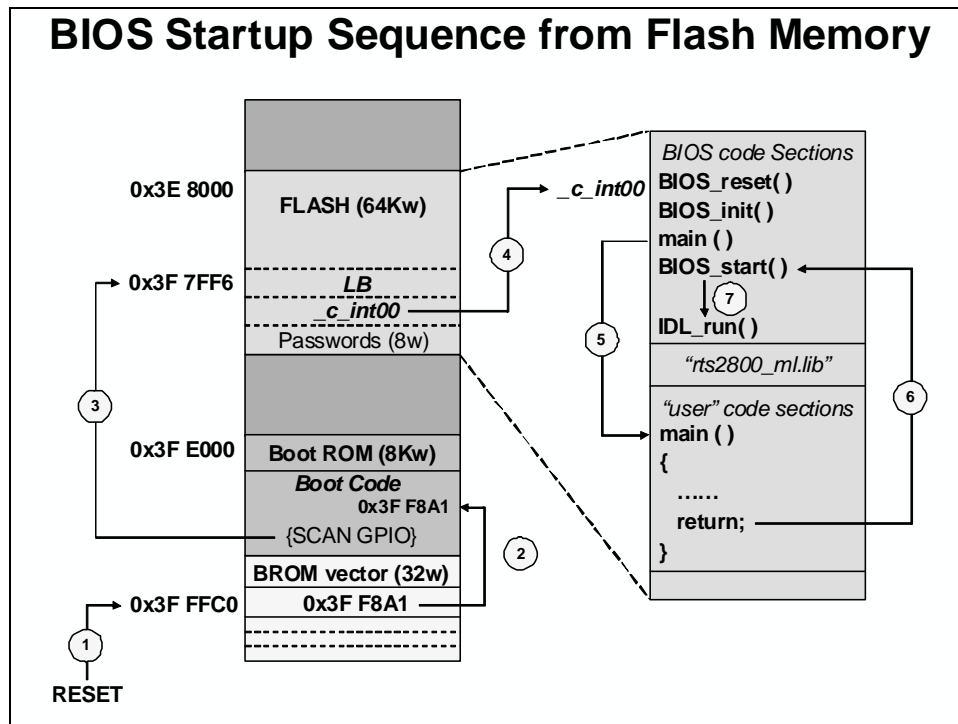 BIOS Startup Sequence from Flash Memory
0x3E 8000
FLASH (64Kw)
0x3F 7FF6
LB
_c_int00
Passwords (8w)
3
0x3F E000
Boot ROM (8Kw)
Boot Code
0x3F F8A1
{SCAN GPIO}
2
BROM vector (32w)
0x3F FFC0
0x3F F8A1
1
RESET
4
_c_int00
BIOS code Sections
BIOS_reset( )
BIOS_init( )
main ( )
BIOS_start( )
7
IDL_run( )
5
“rts2800_ml.lib”
6
“user” code sections
main ( )
{
……
return;
}